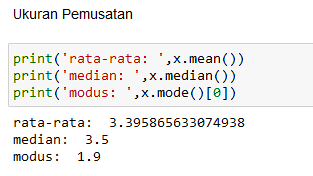 Ukuran Pemusatan
print('rata-rata: ',x.mean())
print('median: ',x.median())
print('modus: ',x.mode()[0])
rata-rata:  3.395865633074938
median:  3.5
modus:  1.9